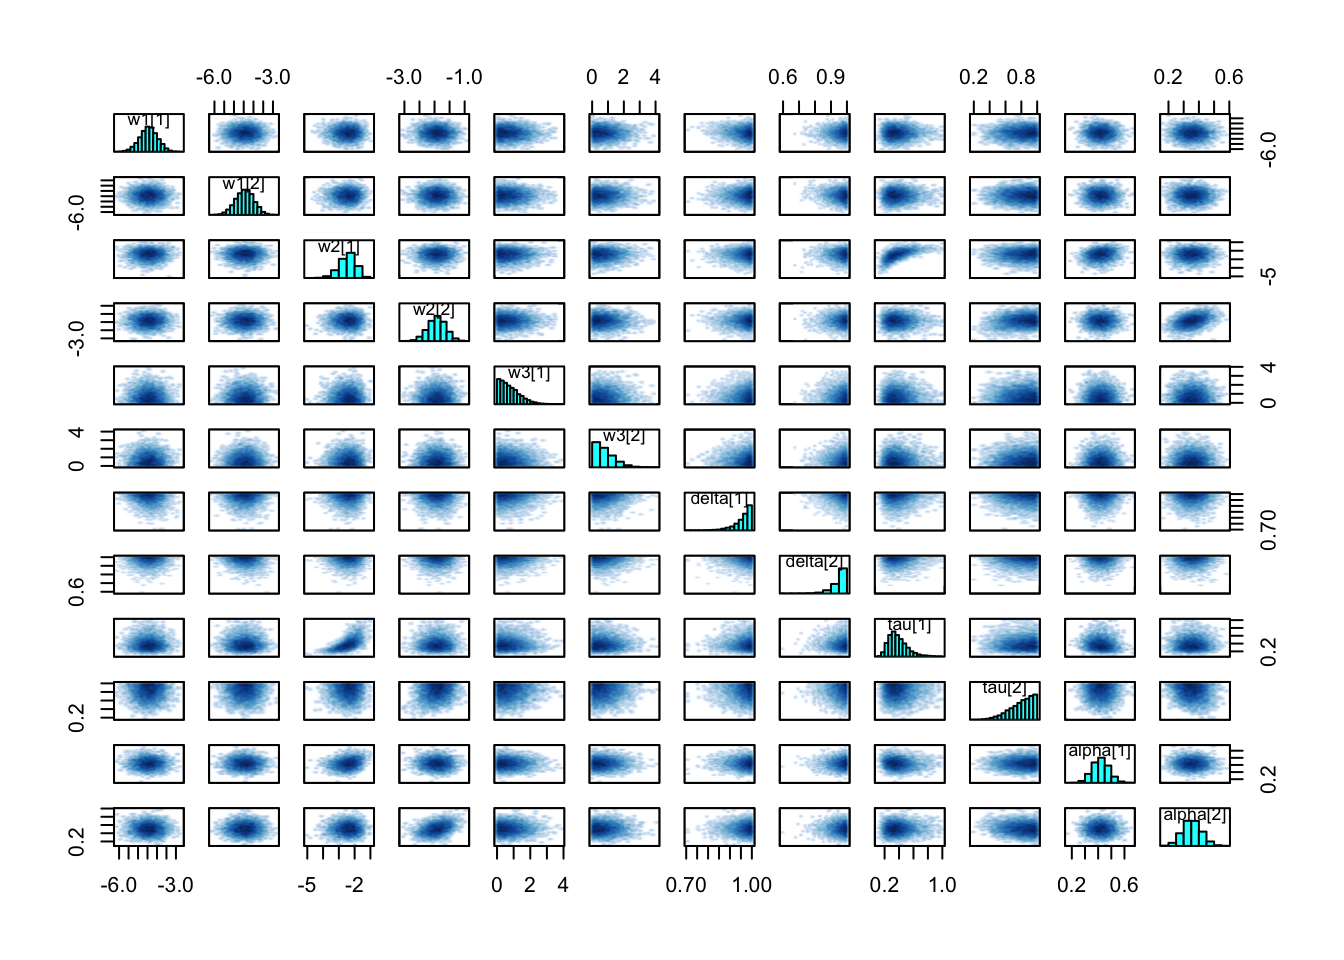 -6.0 -3.0 -3.0 -1.0 0 2 4 0.6 0.9 0.2 0.8 0.2 0.6
w1[1] -6.0
-6.0 w1[2]
w2[1] -5
-3.0 w2[2]
w3[1] 0 4
0 4 w3[2]
delta[1] 0.70
0.6 delta[2]
tau[1] 0.2
0.2 tau[2]
alpha[1] 0.2
0.2 alpha[2]
-6.0 -3.0 -5 -2 0 2 4 0.70 1.00 0.2 1.0 0.2 0.6